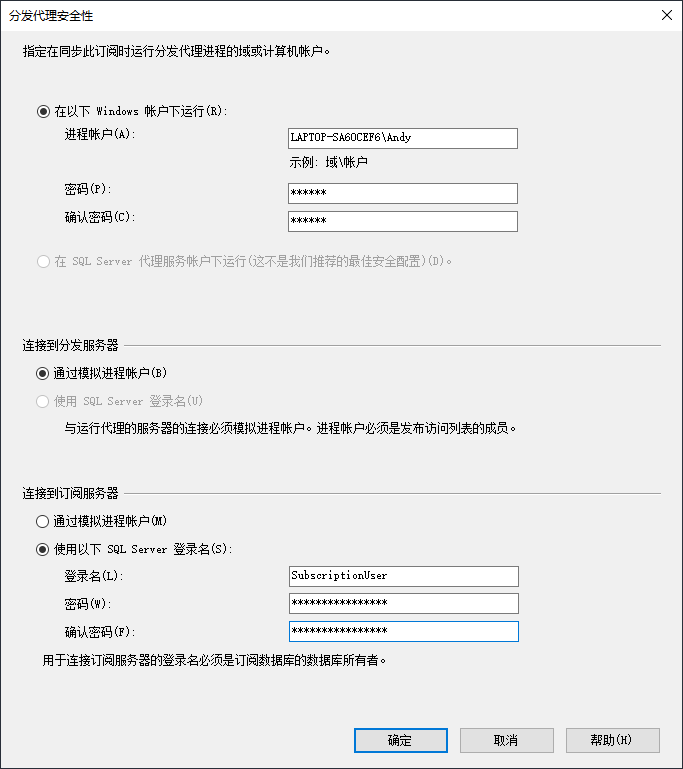 分发代理安全性
指定在同步此订阅时运行分发代理进程的域或计算机帐户。
在以下 Windows 帐户下运行(R):
进程帐户(A):
LAPTOP-SA60CEF6\Andy
示例: 域\帐户
密码(P):
******
确认密码(C):
******
在 SQL Server 代理服务帐户下运行(这不是我们推荐的最佳安全配置)(D)。
连接到分发服务器
通过模拟进程帐户(B)
使用 SQL Server 登录名(U)
与运行代理的服务器的连接必须模拟进程帐户。进程帐户必须是发布访问列表的成员。
连接到订阅服务器
通过模拟进程帐户(M)
使用以下 SQL Server 登录名(S):
登录名(L):
SubscriptionUser
密码(W):
****************
确认密码(F):
****************
用于连接订阅服务器的登录名必须是订阅数据库的数据库所有者。
确定
取消
帮助(H)